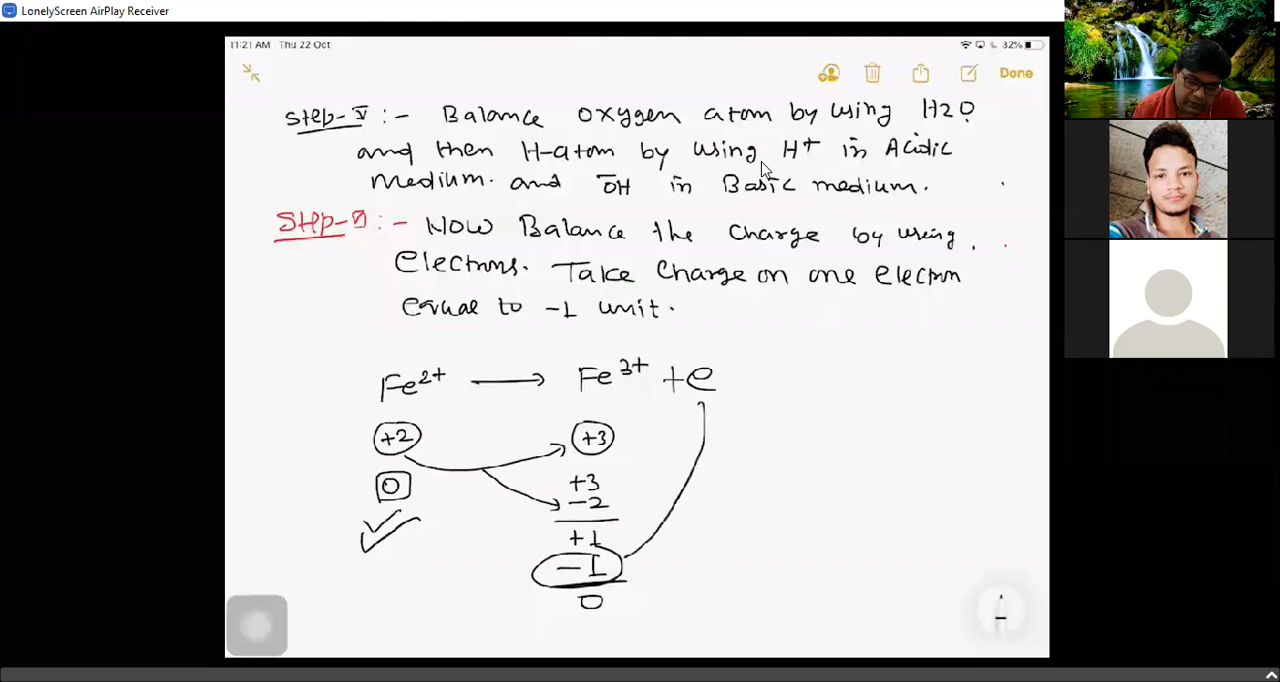 LonelyScreen AirPlay Receiver
11:21 AM Thu 22 Oct
32%
Done
Step-V :- Balance oxygen atom by using H2O
and then H-atom by using H+ in Acidic
medium. and OH in Basic medium.
Step- :- Now Balance the charge by using
Electrons. Take Charge on one Electron
equal to -1 unit.
Fe2+ ⟶ Fe3+ + e
+2 +3
0 +3
-2
+1
-1
0